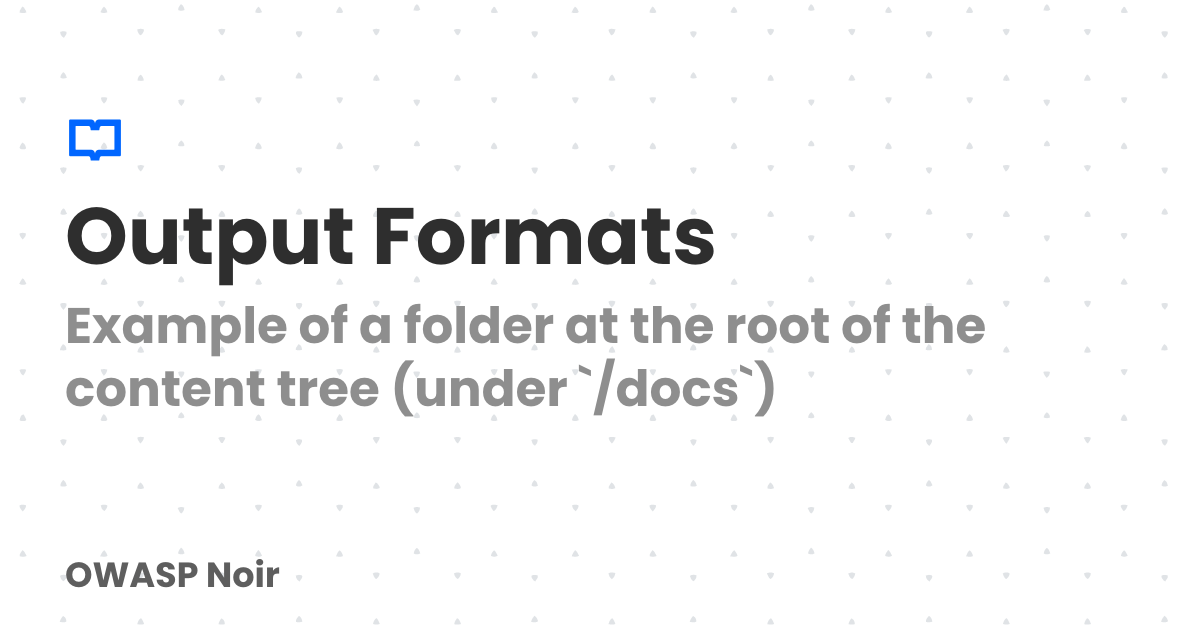 Output Formats
Example of a folder at the root of the
content tree (under `/docs`)
OWASP Noir